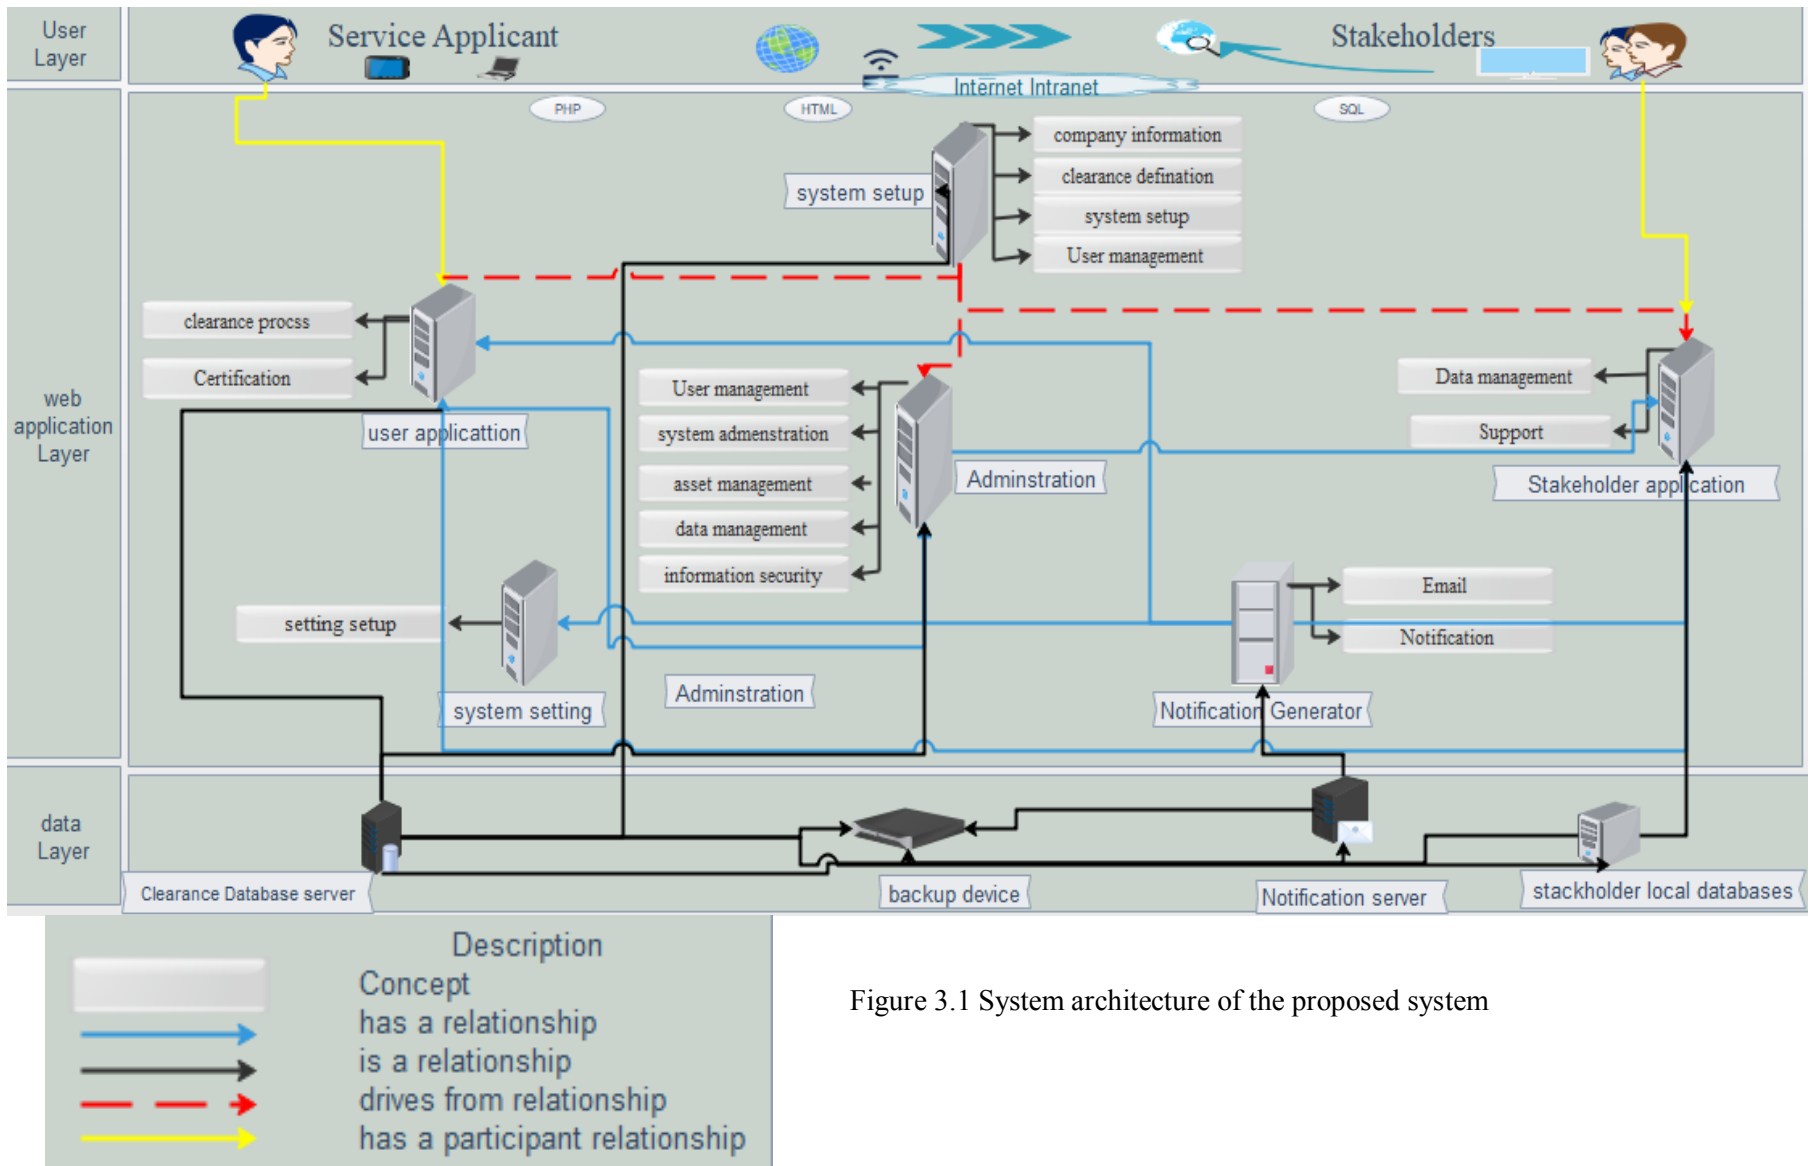 User
Layer
Service Applicant
Stakeholders
Internet Intranet
PHP
HTML
SQL
company information
clearance defination
system setup
system setup
User management
clearance procss
Certification
user applicattion
User management
system admenstration
asset management
data management
information security
Adminstration
Data management
Support
Stakeholder application
web
application
Layer
setting setup
system setting
Adminstration
Email
Notification
Notification Generator
data
Layer
Clearance Database server
backup device
Notification server
stackholder local databases
Description
Concept
has a relationship
is a relationship
drives from relationship
has a participant relationship
Figure 3.1 System architecture of the proposed system